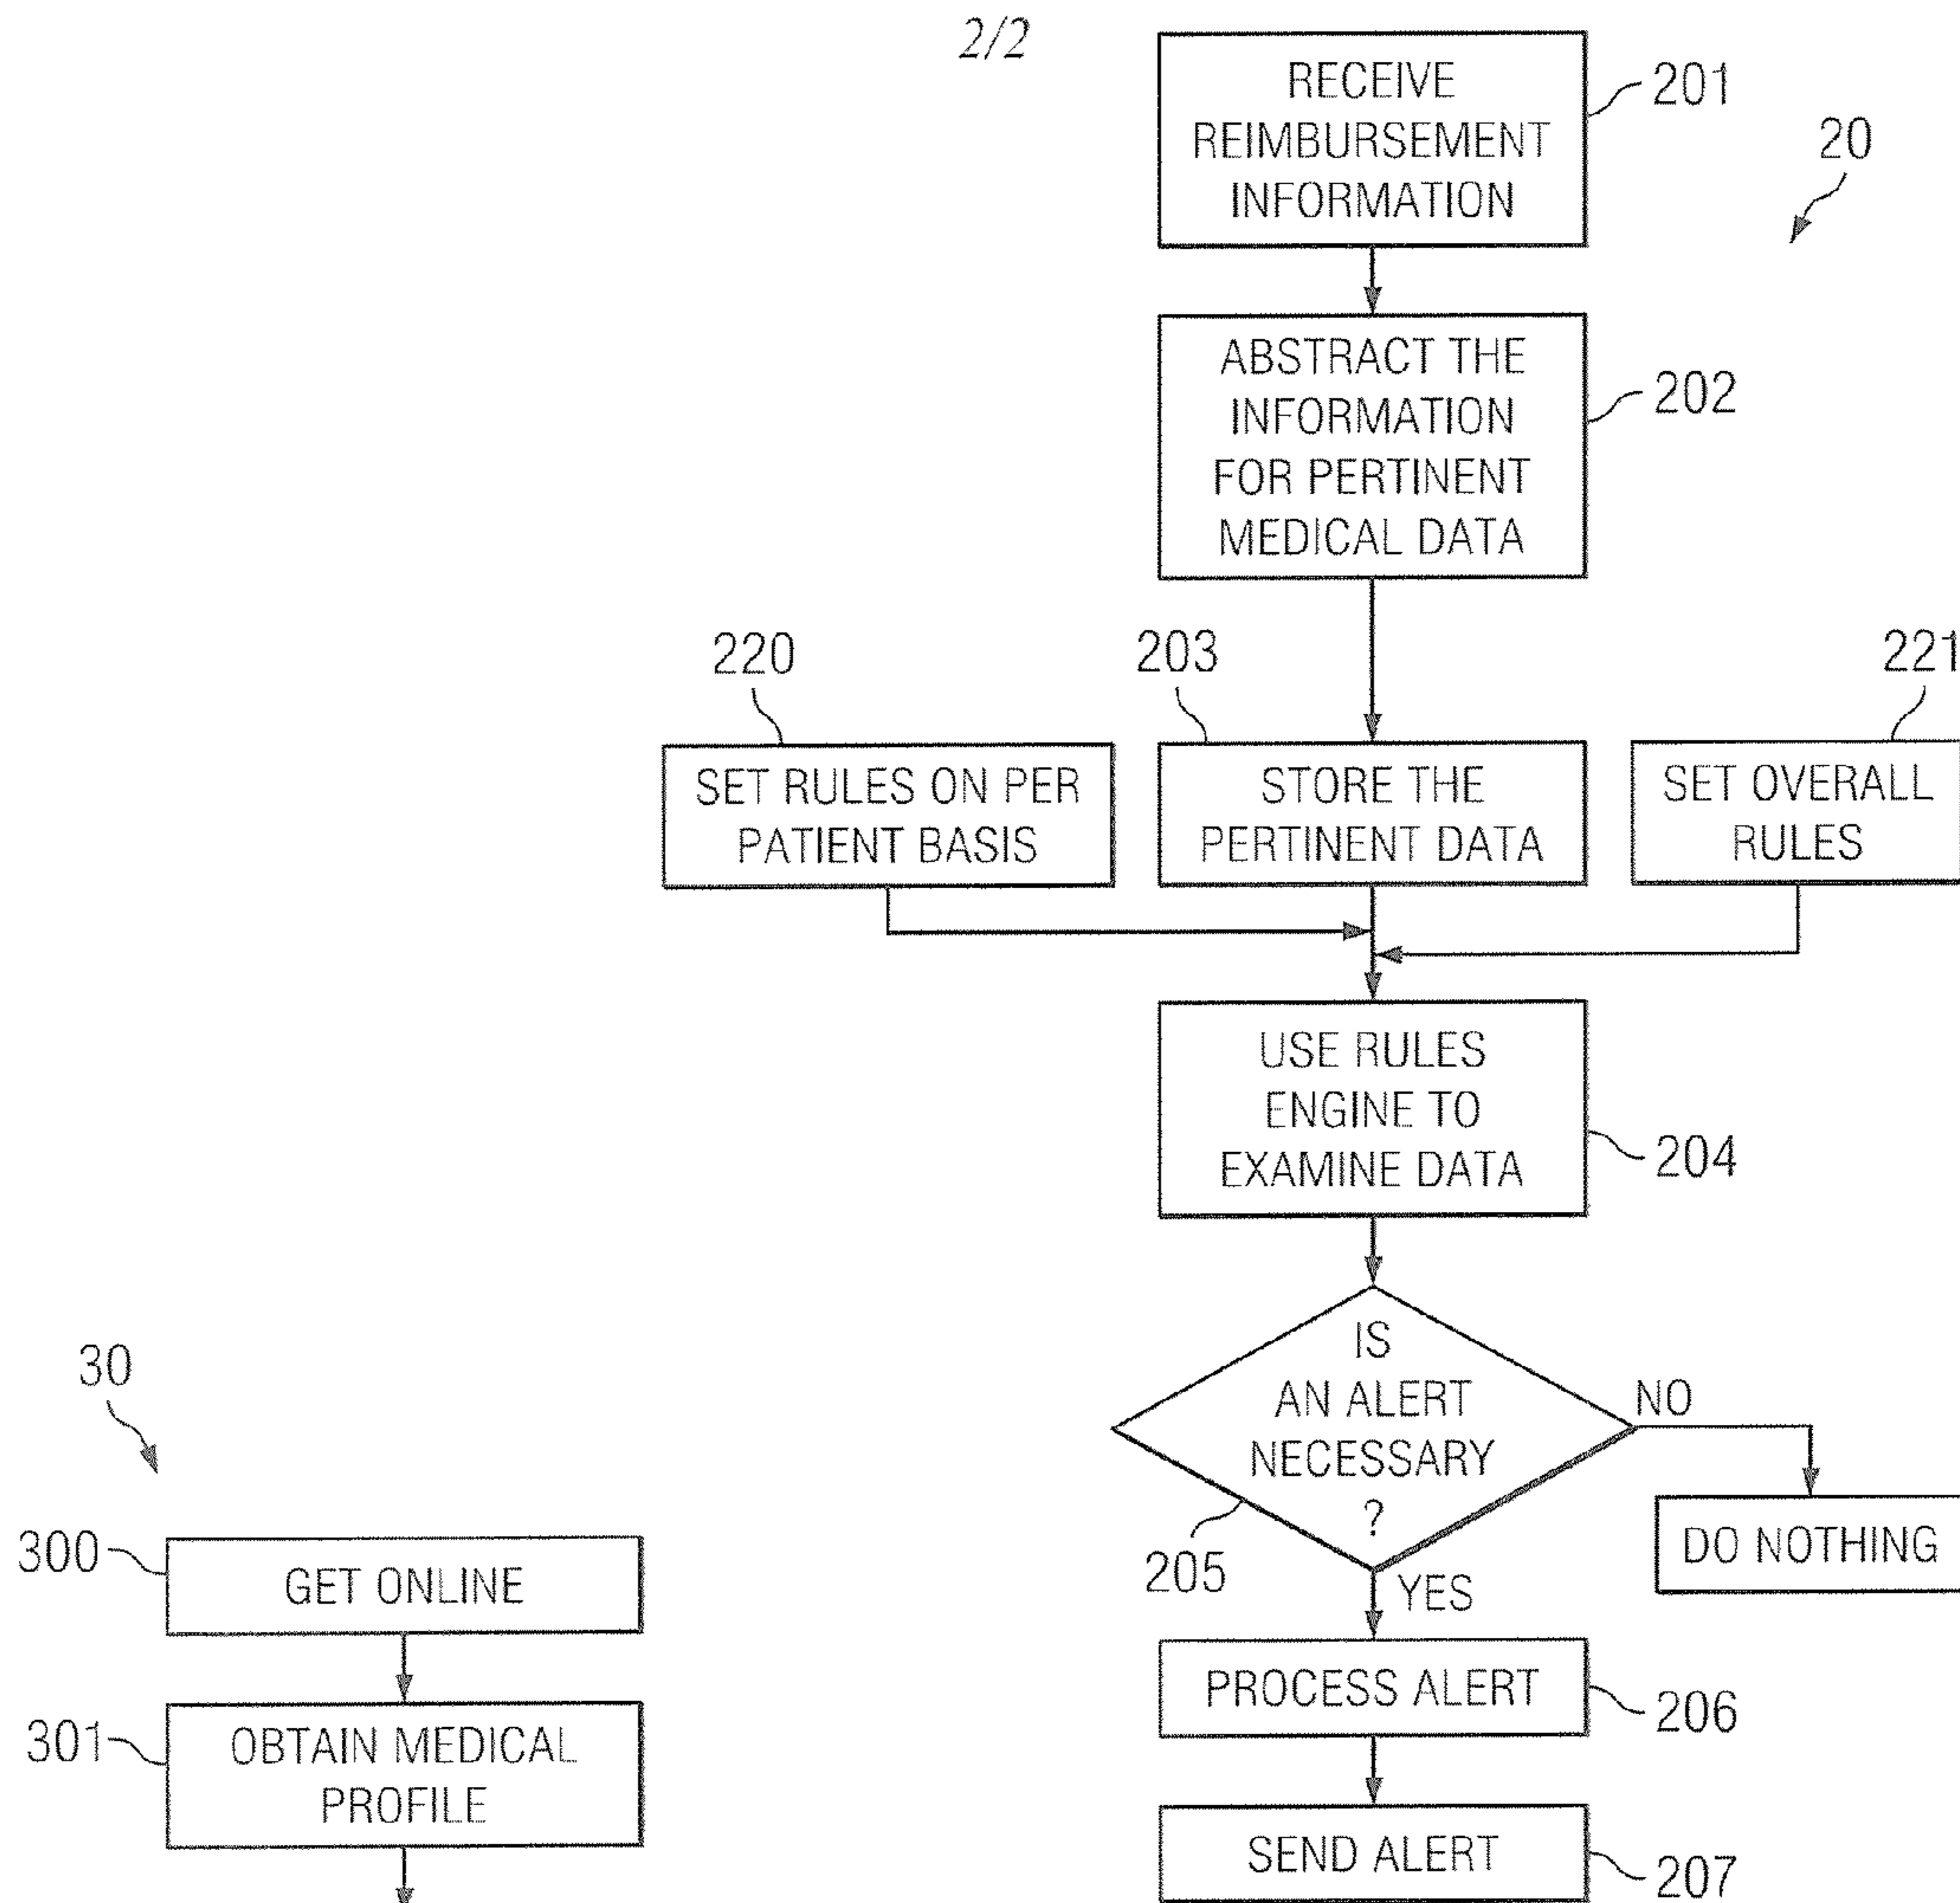 2/2
RECEIVE
REIMBURSEMENT
INFORMATION
201
20
ABSTRACT THE
INFORMATION
FOR PERTINENT
MEDICAL DATA
202
220
203
221
SET RULES ON PER
PATIENT BASIS
STORE THE
PERTINENT DATA
SET OVERALL
RULES
USE RULES
ENGINE TO
EXAMINE DATA
204
IS
AN ALERT
NECESSARY
?
205
NO
YES
DO NOTHING
PROCESS ALERT
206
SEND ALERT
207
30
300
GET ONLINE
301
OBTAIN MEDICAL
PROFILE